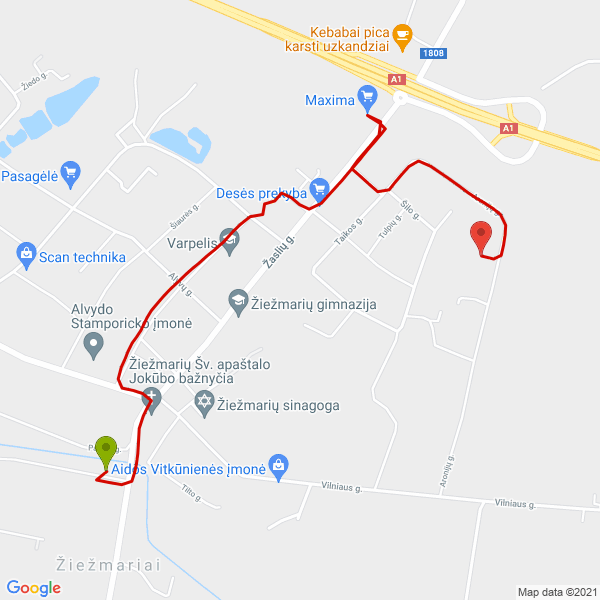 Kebabai pica
karsti uzkandziai
1808
A1
Žiedo g.
Maxima
A1
Pasagėlė
Desės prekyba
Šilo g.
Šiaurės g.
Tulpių g.
Taikos g.
Varpelis
Žaslių g.
Scan technika
Žiežmarių gimnazija
Alvydo
Stamporicko įmonė
Žiežmarių Šv. apaštalo
Jokūbo bažnyčia
Žiežmarių sinagoga
Aronijų g.
Aidos Vitkūnienės įmonė
Vilniaus g.
Tilto g.
Vilniaus g.
Žiežmariai
Google
Map data ©2021